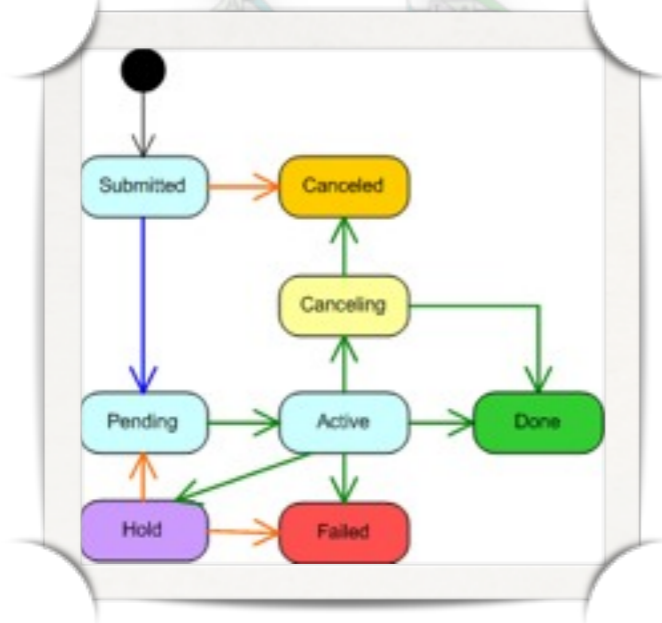 Submitted
Canceled
Canceling
Pending
Active
Done
Hold
Failed